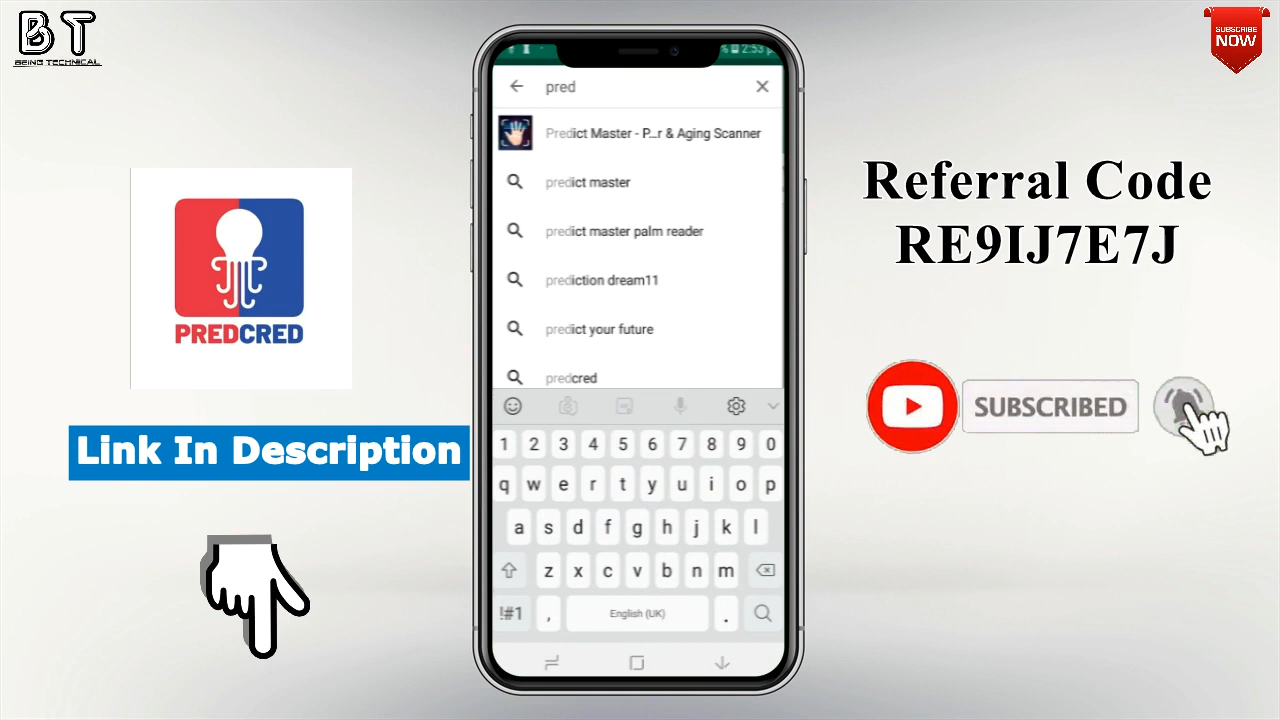 BT
BEING TECHNICAL
SUBSCRIBE
NOW
2:53
pred
Predict Master - P...r & Aging Scanner
predict master
predict master palm reader
prediction dream11
predict your future
predcred
1 2 3 4 5 6 7 8 9 0
q w e r t y u i o p
a s d f g h j k l
z x c v b n m
!#1 , English (UK) .
PREDCRED
Link In Description
Referral Code
RE9IJ7E7J
SUBSCRIBED